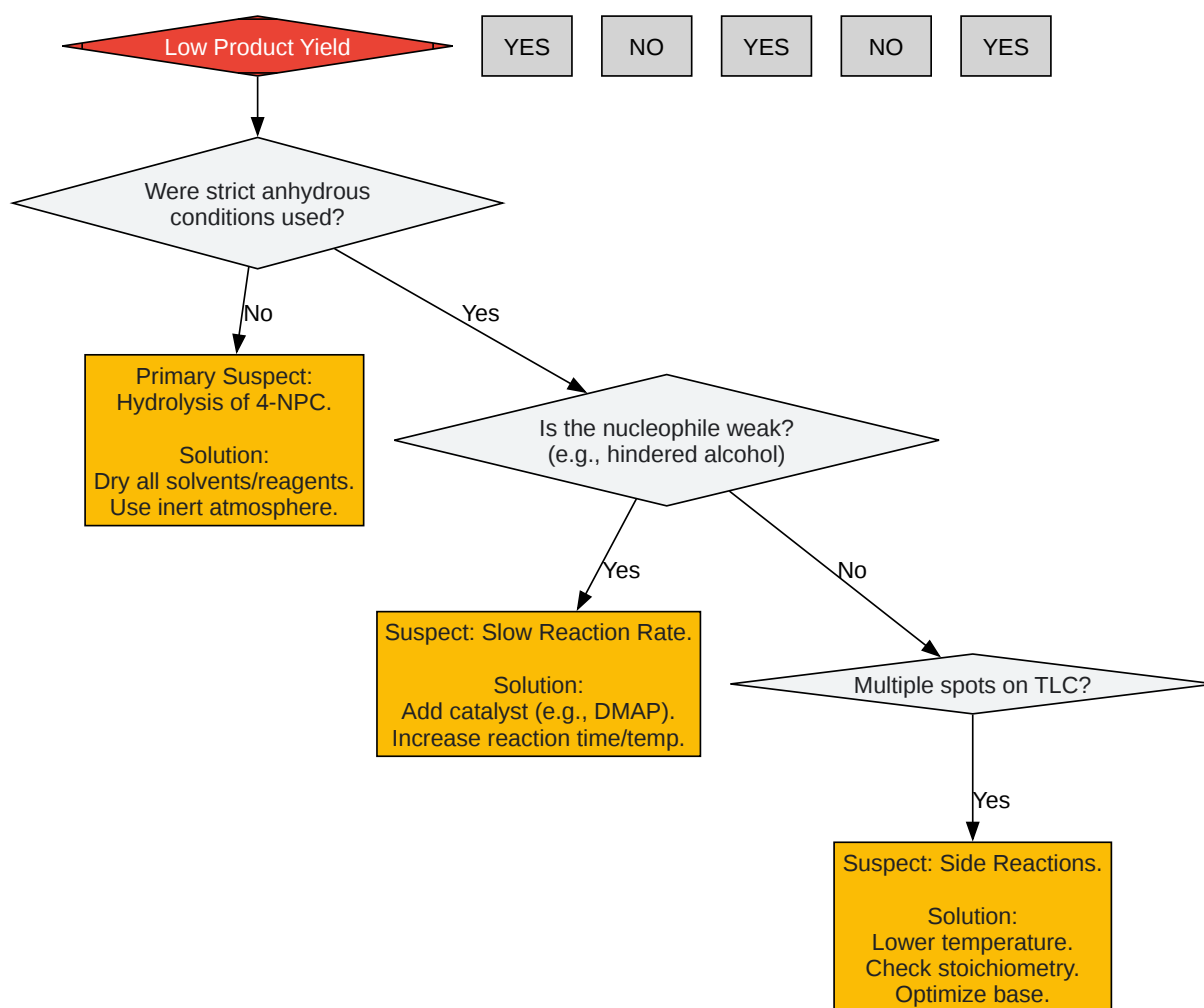 Low Product Yield
YES
NO
YES
NO
YES
Were strict anhydrous
conditions used?
No
Yes
Primary Suspect:
Hydrolysis of 4-NPC.
Solution:
Dry all solvents/reagents.
Use inert atmosphere.
Is the nucleophile weak?
(e.g., hindered alcohol)
Yes
No
Suspect: Slow Reaction Rate.
Solution:
Add catalyst (e.g., DMAP).
Increase reaction time/temp.
Multiple spots on TLC?
Yes
Suspect: Side Reactions.
Solution:
Lower temperature.
Check stoichiometry.
Optimize base.